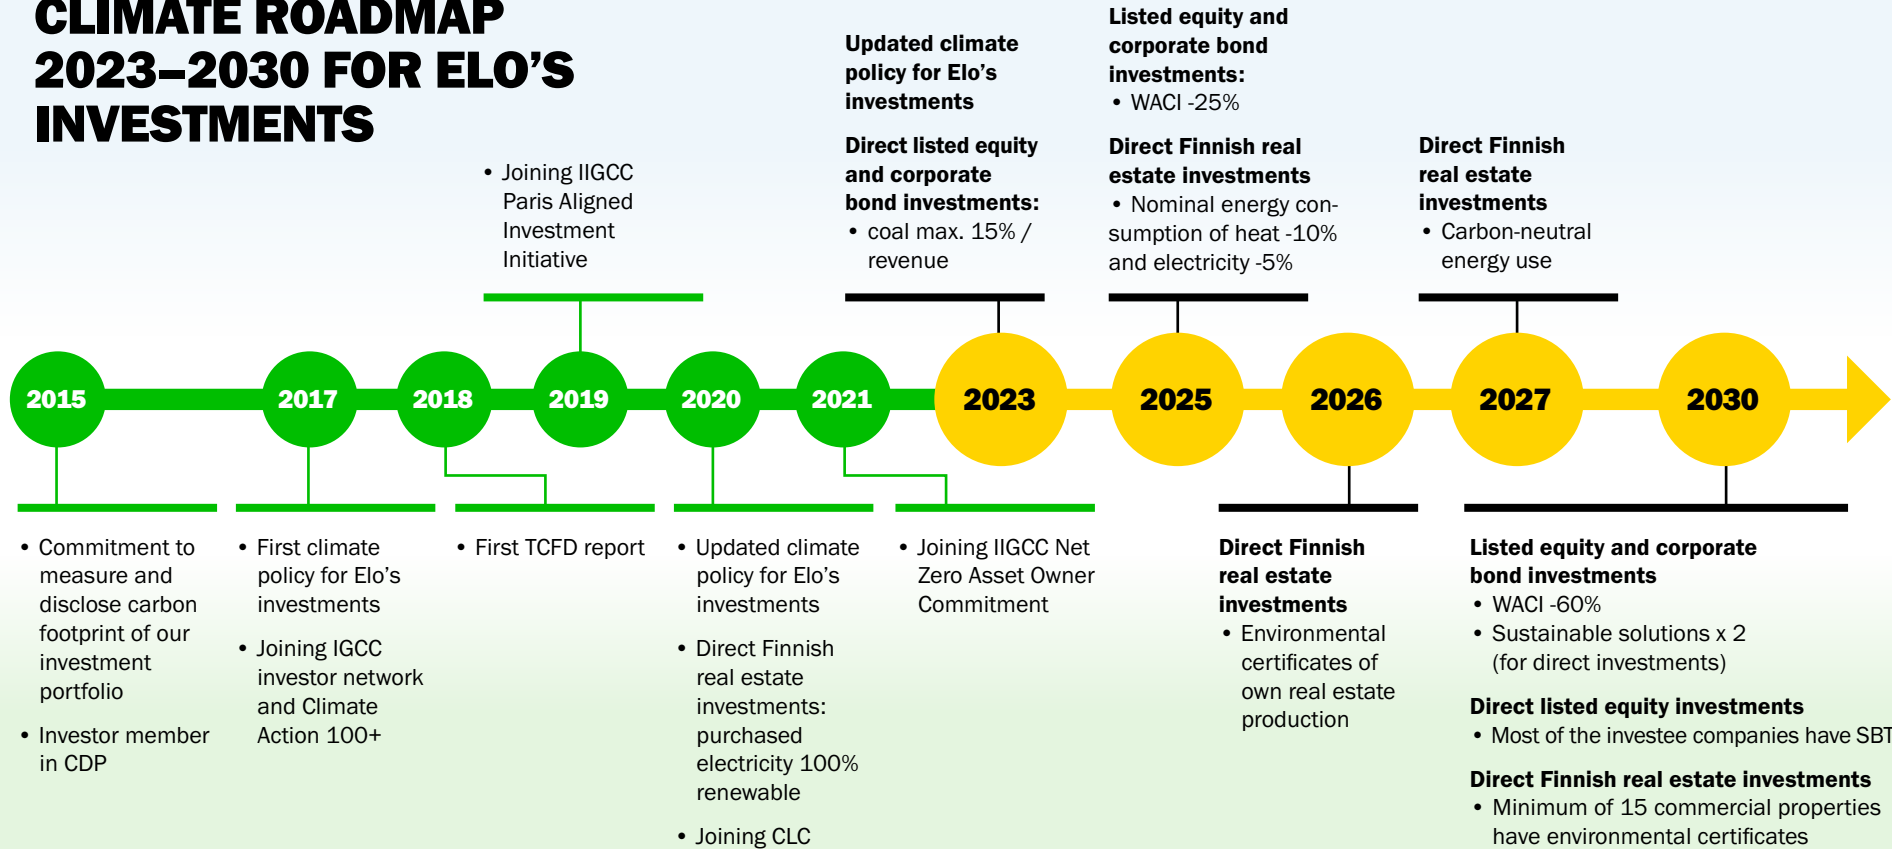 CLIMATE ROADMAP
2023–2030 FOR ELO’S
INVESTMENTS
• Joining IIGCC
Paris Aligned
Investment
Initiative
Updated climate
policy for Elo’s
investments
Direct listed equity
and corporate
bond investments:
• coal max. 15% /
revenue
Listed equity and
corporate bond
investments:
• WACI -25%
Direct Finnish real
estate investments
• Nominal energy con-
sumption of heat -10%
and electricity -5%
Direct Finnish
real estate
investments
• Carbon-neutral
energy use
2015
2017
2018
2019
2020
2021
2023
2025
2026
2027
2030
• Commitment to
measure and
disclose carbon
footprint of our
investment
portfolio
• Investor member
in CDP
• First climate
policy for Elo’s
investments
• Joining IGCC
investor network
and Climate
Action 100+
• First TCFD report
• Updated climate
policy for Elo’s
investments
• Direct Finnish
real estate
investments:
purchased
electricity 100%
renewable
• Joining CLC
• Joining IIGCC Net
Zero Asset Owner
Commitment
Direct Finnish
real estate
investments
• Environmental
certificates of
own real estate
production
Listed equity and corporate
bond investments
• WACI -60%
• Sustainable solutions x 2
(for direct investments)
Direct listed equity investments
• Most of the investee companies have SBT
Direct Finnish real estate investments
• Minimum of 15 commercial properties
have environmental certificates